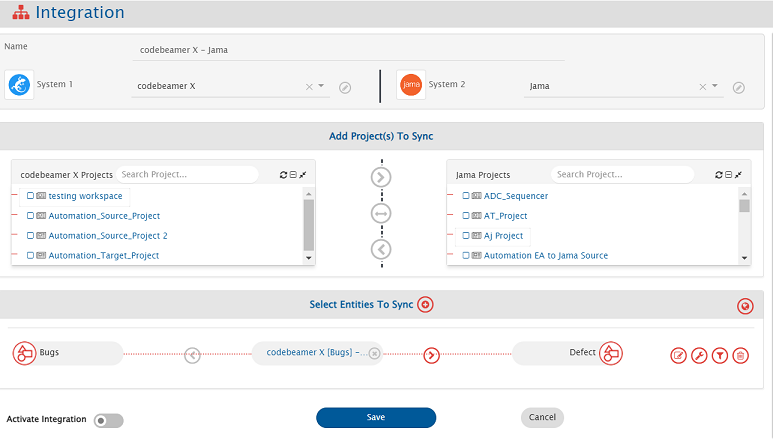 Integration
Name
codebeamer X - Jama
System 1
codebeamer X
jama
System 2
Jama
Add Project(s) To Sync
codebeamer X Projects
Search Project...
testing workspace
Automation_Source_Project
Automation_Source_Project 2
Automation_Target_Project
Jama Projects
Search Project...
ADC_Sequencer
AT_Project
Aj Project
Automation EA to Jama Source
Select Entities To Sync
Bugs
codebeamer X [Bugs] -...
Defect
Activate Integration
Save
Cancel